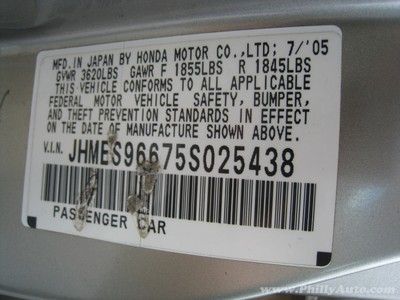 MFD.IN JAPAN BY HONDA MOTOR CO.,LTD; 7/'05
GVWR 3620LBS GAWR F 1855LBS R 1845LBS
THIS VEHICLE CONFORMS TO ALL APPLICABLE
FEDERAL MOTOR VEHICLE SAFETY, BUMPER,
AND THEFT PREVENTION STANDARDS IN EFFECT
ON THE DATE OF MANUFACTURE SHOWN ABOVE.
V.I.N. JHMES96675S025438
PASSENGER CAR
www.PhillyAuto.com